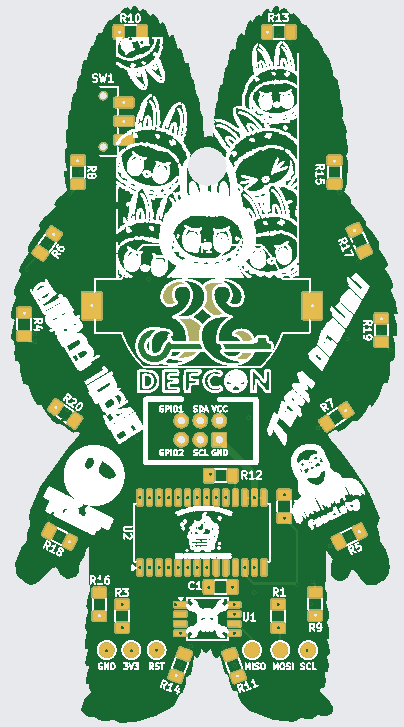 R10
R13
SW1
R8
R15
R6
R17
R4
R19
DEFCON
R20
R7
GPIO1 SDA VCC
GPIO2 SCL GND
R12
U2
R18
R5
C1
R16
R3
R1
U1
R9
GND 3V3 RST
MISO MOSI SCL
R14
R11